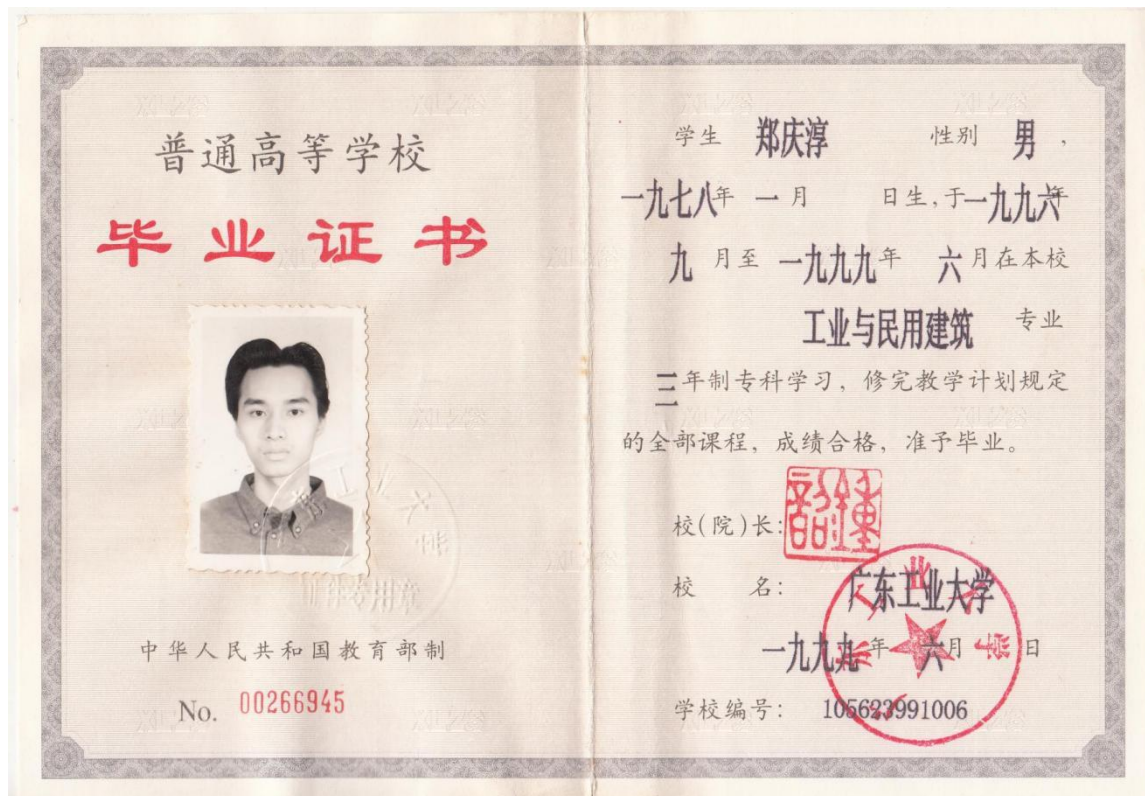 普通高等学校
毕业证书
中华人民共和国教育部制
No. 00266945
学生 郑庆淳 性别 男，
一九七八年 一月 日生，于一九九六年
九月至 一九九九年 六月在本校
工业与民用建筑 专业
三年制专科学习，修完教学计划规定
的全部课程，成绩合格，准予毕业。
校(院)长：
校 名： 广东工业大学
一九九九年 六月 日
学校编号： 105623991006